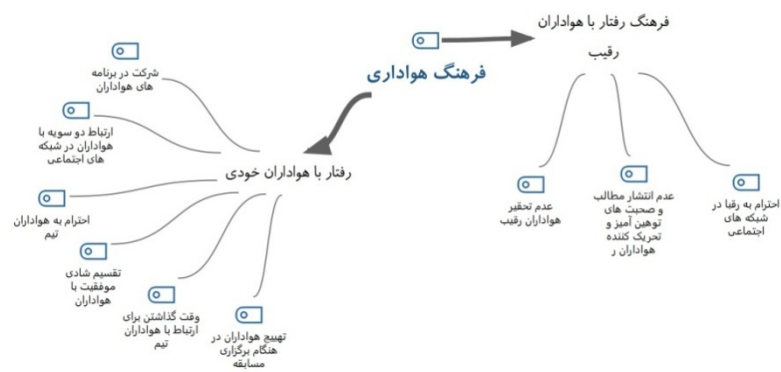 فرهنگ رفتار با هواداران
رقیب
فرهنگ هواداری
شرکت در برنامه
های هواداران
ارتباط دو سویه با
هواداران در شبکه
های اجتماعی
رفتار با هواداران خودی
احترام به هواداران
تیم
تقسیم شادی
موفقیت با
هواداران
وقت گذاشتن برای
ارتباط با هواداران
تیم
تهییج هواداران در
هنگام برگزاری
مسابقه
احترام به رقبا در
شبکه های
اجتماعی
عدم انتشار مطالب
و صحبت های
توهین آمیز و
تحریک کننده
هواداران ر
عدم تحقیر
هواداران رقیب